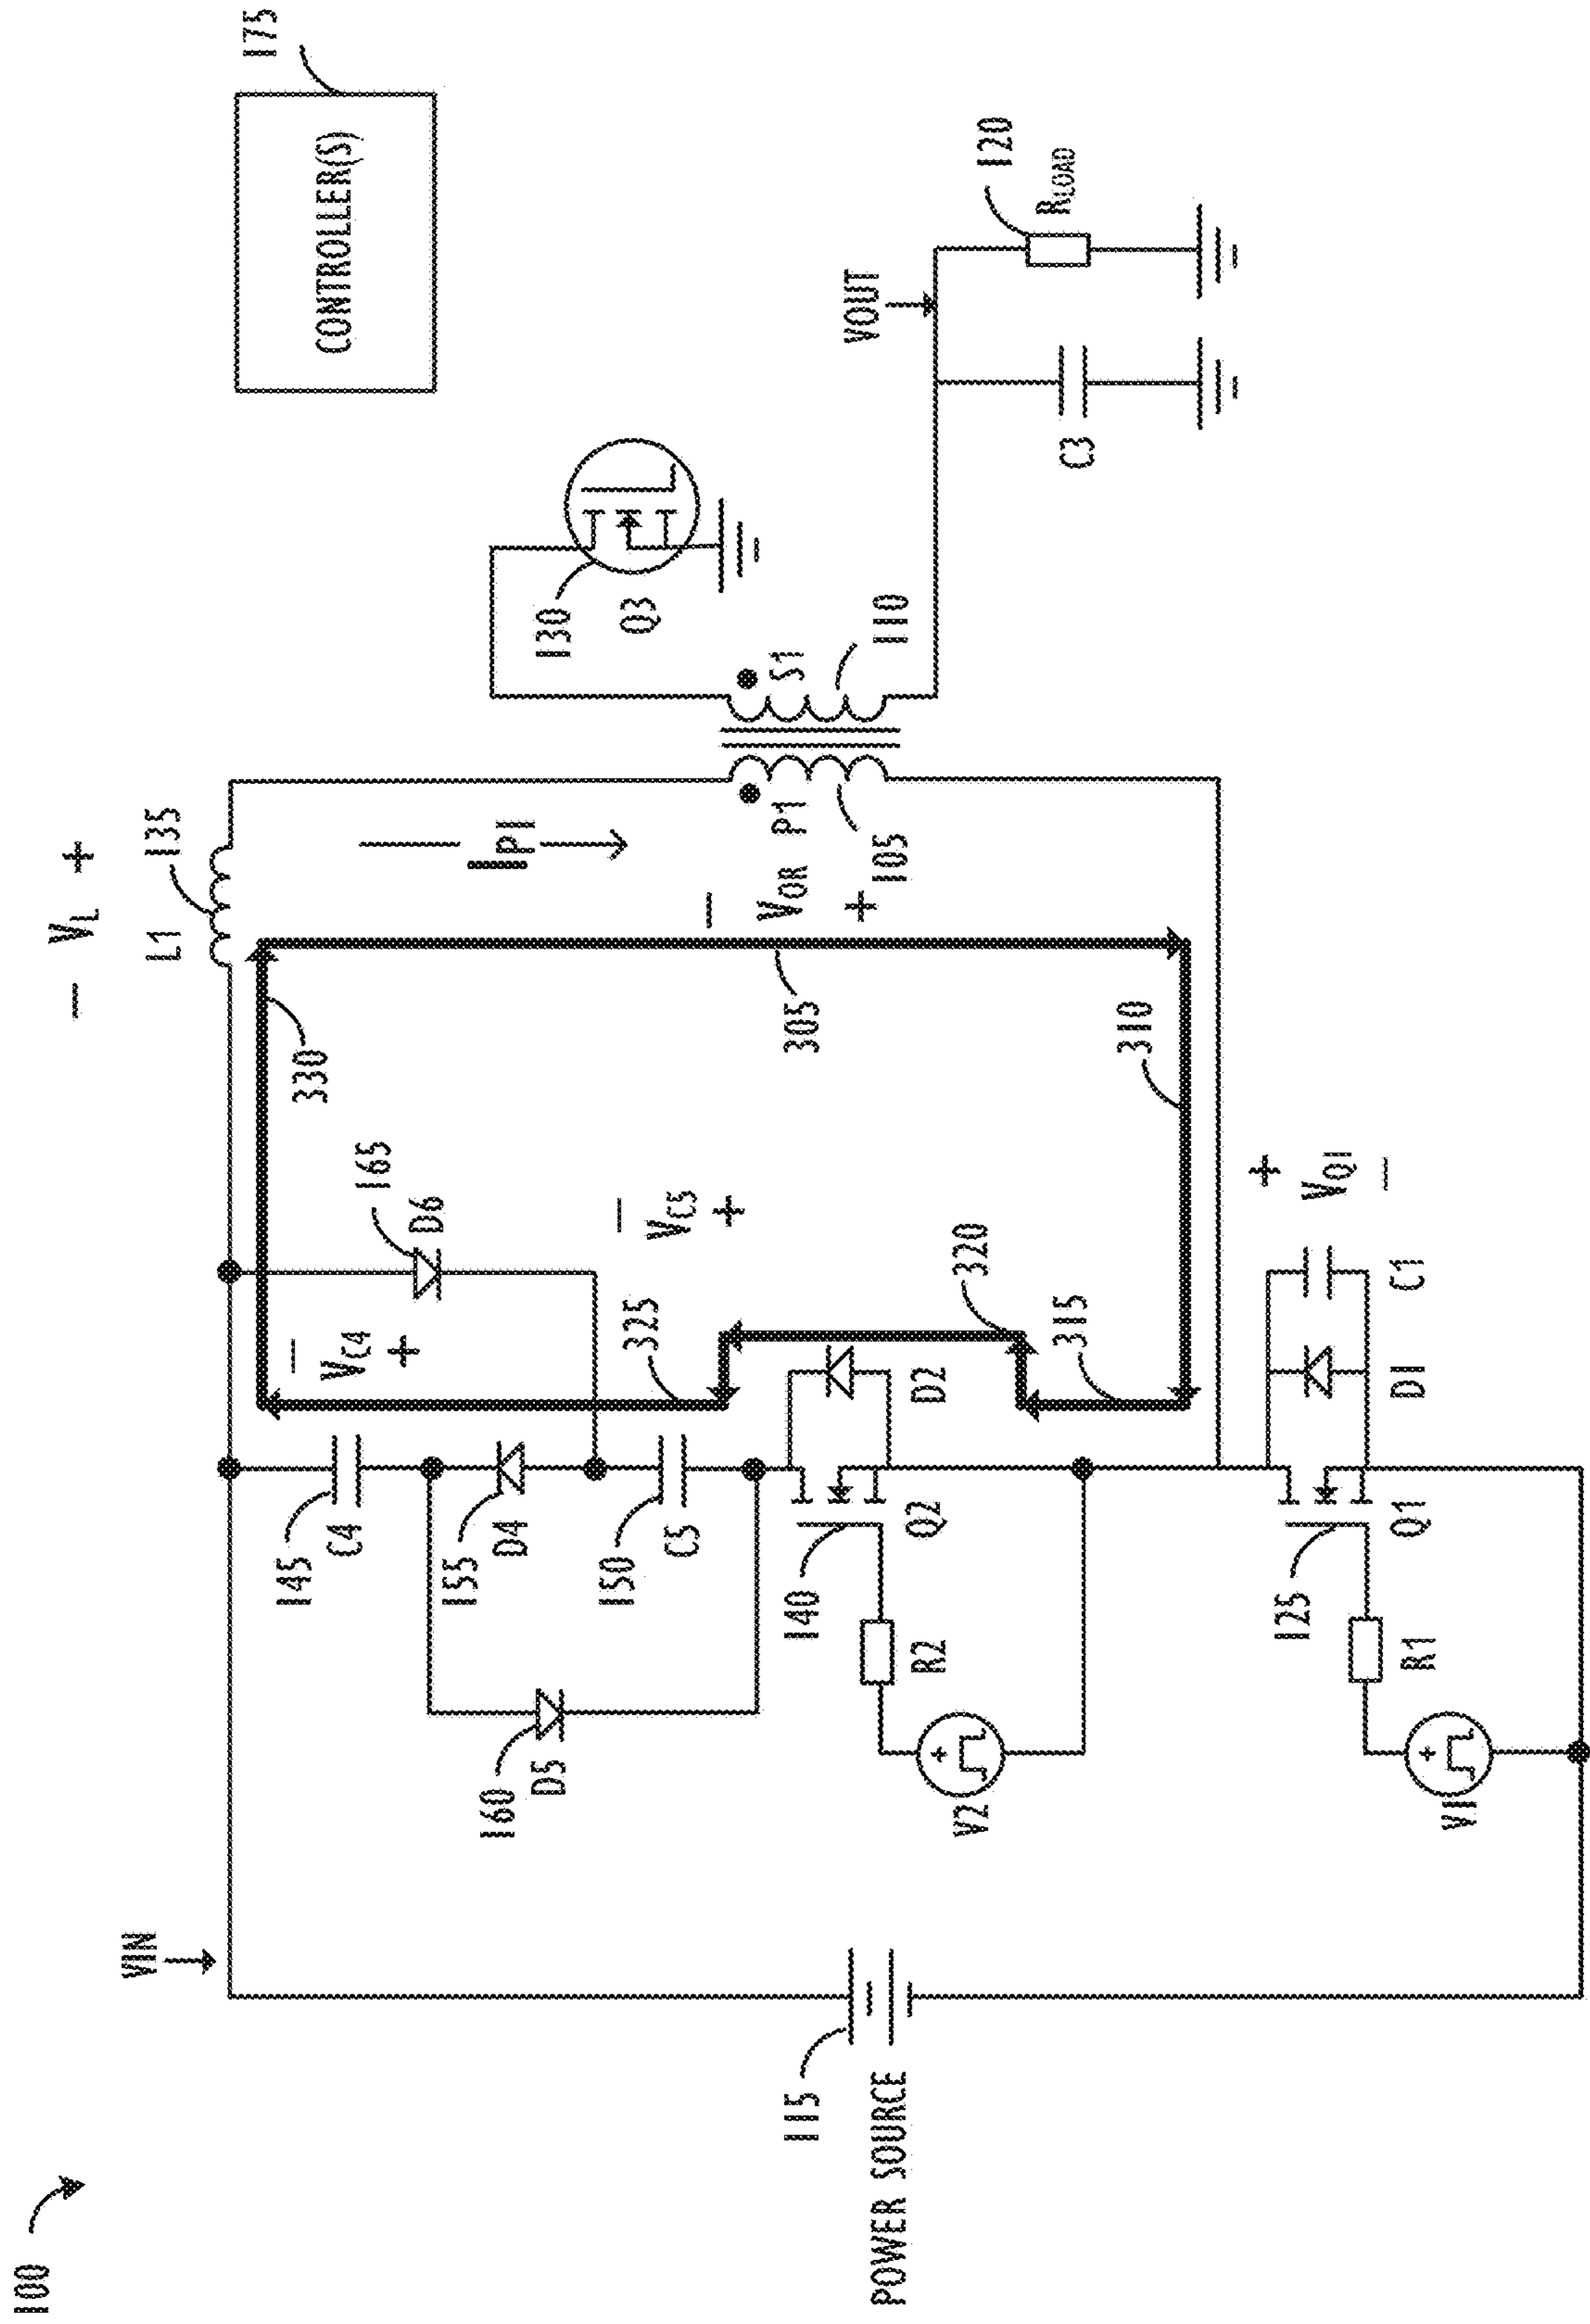 100
VIN
115
POWER SOURCE
145
C4
155
D4
150
C5
160
D5
140
Q2
R2
V2
D2
125
Q1
R1
V1
D1
C1
+
VQ1
−
− VC4 +
165
D6
− VC5 +
325
320
315
310
330
305
− VL +
L1
135
IP1
− VOR +
P1
105
S1
110
130
Q3
175
CONTROLLER(S)
VOUT
C3
120
RLOAD